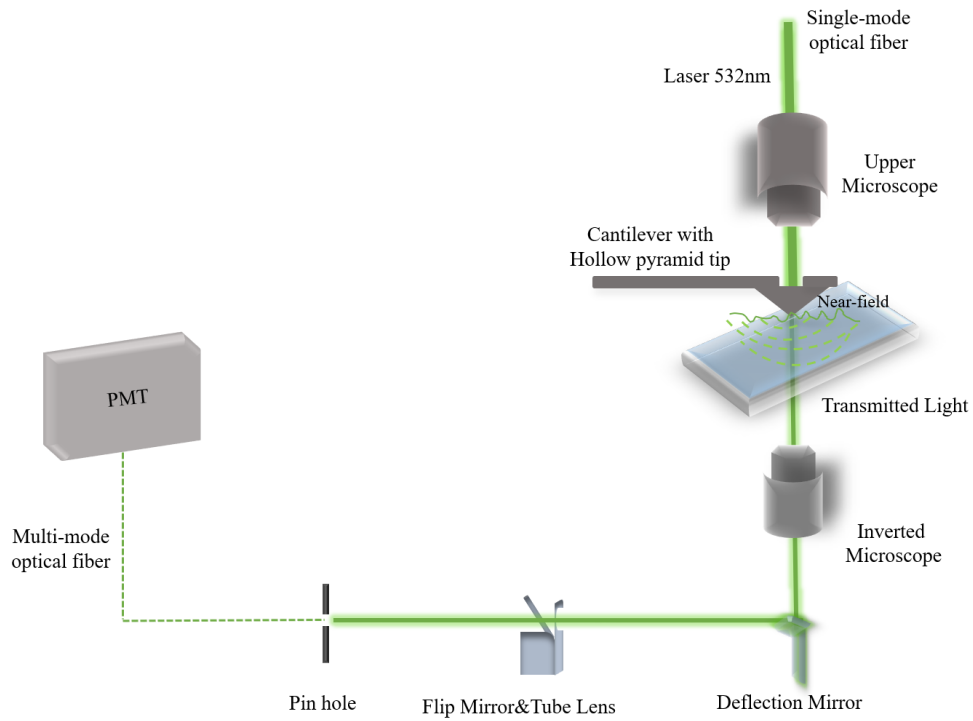 Single-mode
optical fiber
Laser 532nm
Upper
Microscope
Cantilever with
Hollow pyramid tip
Near-field
PMT
Transmitted Light
Multi-mode
optical fiber
Inverted
Microscope
Pin hole
Flip Mirror&Tube Lens
Deflection Mirror